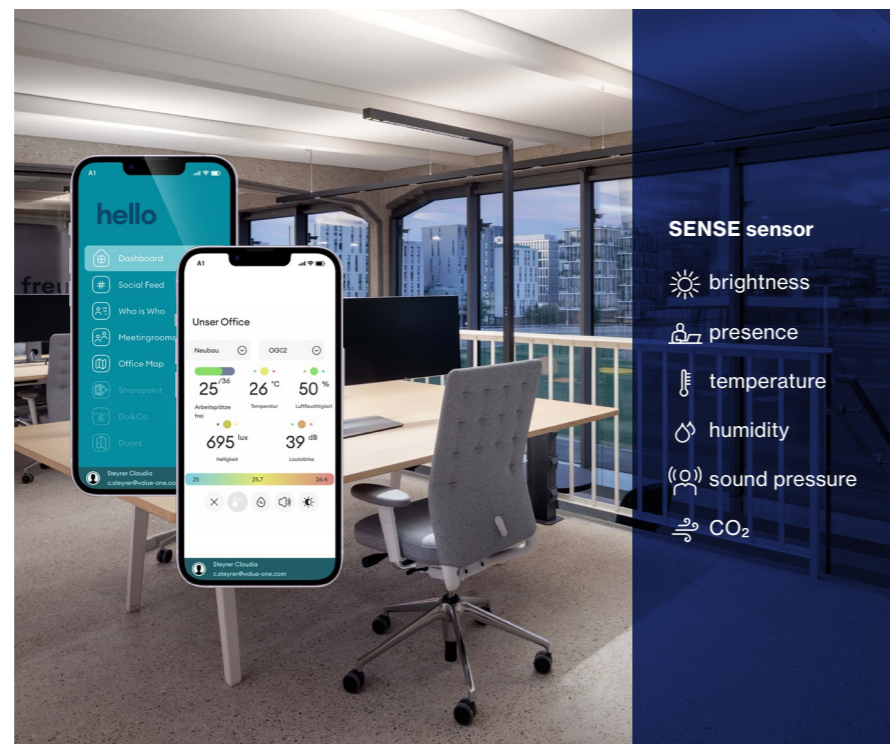 A1
hello
Dashboard
Social Feed
Who is Who
Meetingrooms
Office Map
Sharepoint
Do&Co
Doors
Steyrer Claudia
c.steyrer@value-one.co
A1
Unser Office
Neubau
OG02
25/36
26 °C
50 %
Arbeitsplätze frei
Temperatur
Luftfeuchtigkeit
695 lux
39 dB
Helligkeit
Lautstärke
25 25.7 26.4
Steyrer Claudia
c.steyrer@value-one.com
SENSE sensor
brightness
presence
temperature
humidity
sound pressure
CO₂